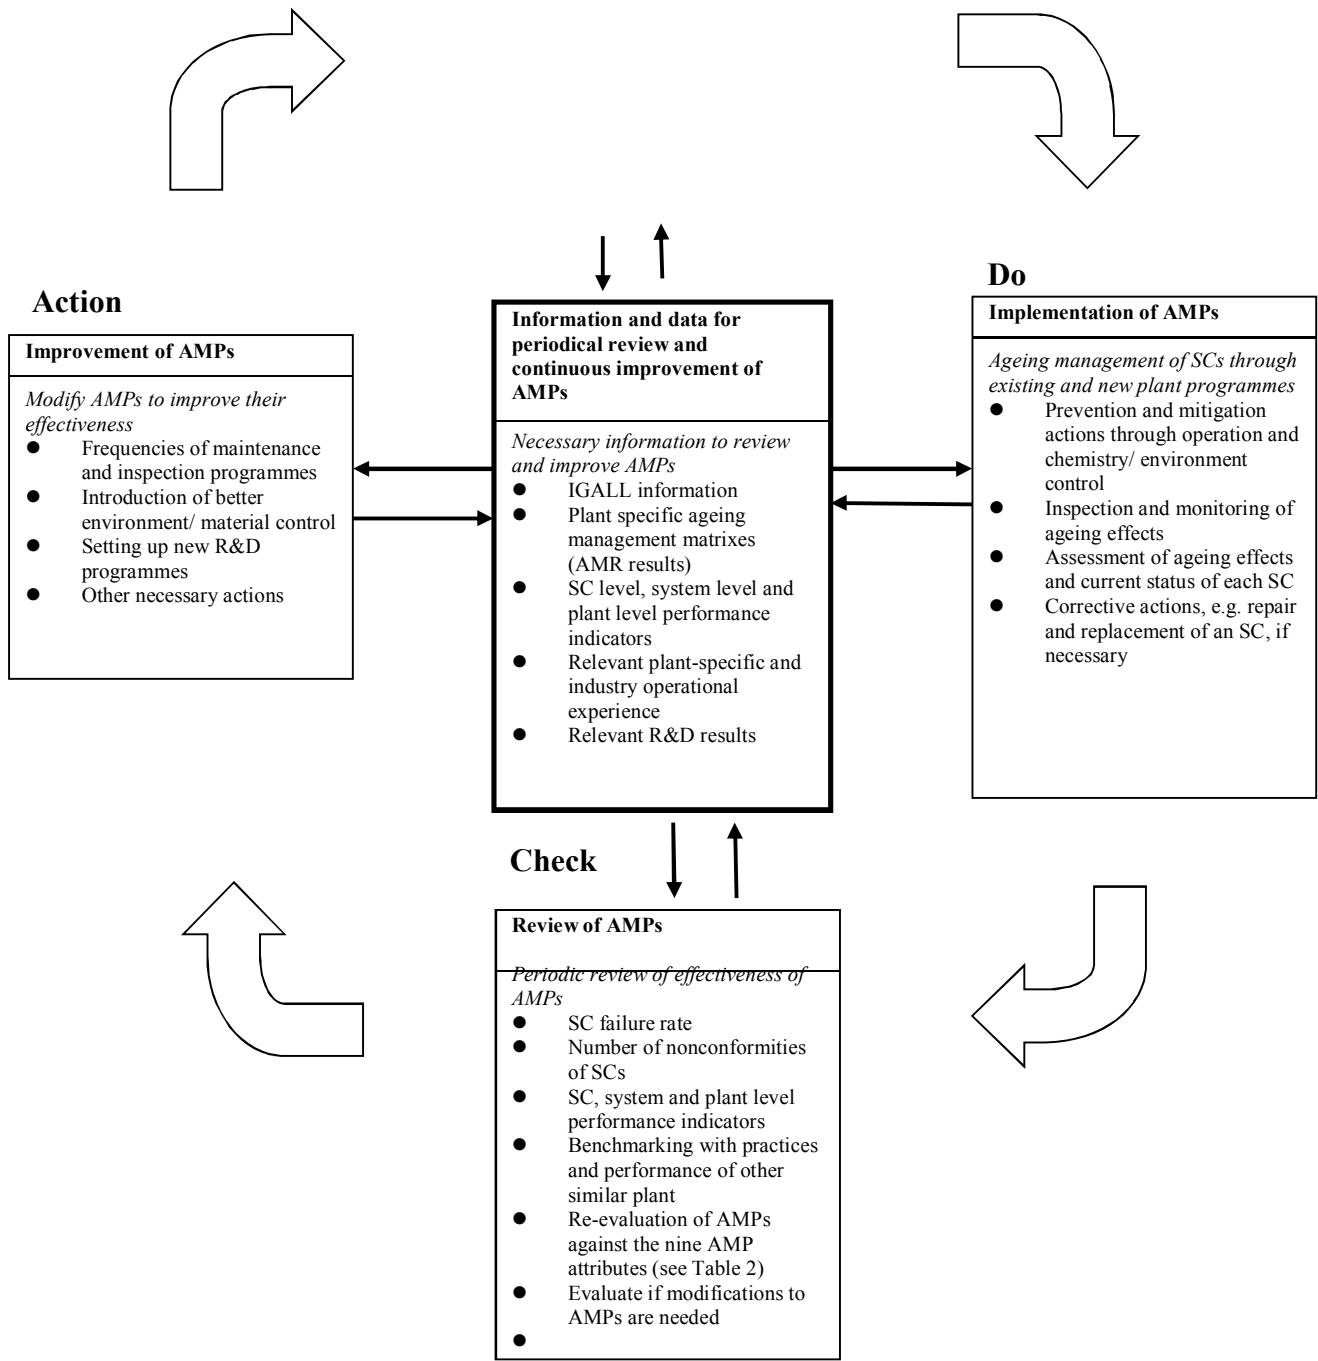 Action
Improvement of AMPs
Modify AMPs to improve their
effectiveness
● Frequencies of maintenance
and inspection programmes
● Introduction of better
environment/ material control
● Setting up new R&D
programmes
● Other necessary actions
Information and data for
periodical review and
continuous improvement of
AMPs
Necessary information to review
and improve AMPs
● IGALL information
● Plant specific ageing
management matrixes
(AMR results)
● SC level, system level and
plant level performance
indicators
● Relevant plant-specific and
industry operational
experience
● Relevant R&D results
Do
Implementation of AMPs
Ageing management of SCs through
existing and new plant programmes
● Prevention and mitigation
actions through operation and
chemistry/ environment
control
● Inspection and monitoring of
ageing effects
● Assessment of ageing effects
and current status of each SC
● Corrective actions, e.g. repair
and replacement of an SC, if
necessary
Check
Review of AMPs
Periodic review of effectiveness of
AMPs
● SC failure rate
● Number of nonconformities
of SCs
● SC, system and plant level
performance indicators
● Benchmarking with practices
and performance of other
similar plant
● Re-evaluation of AMPs
against the nine AMP
attributes (see Table 2)
● Evaluate if modifications to
AMPs are needed
●